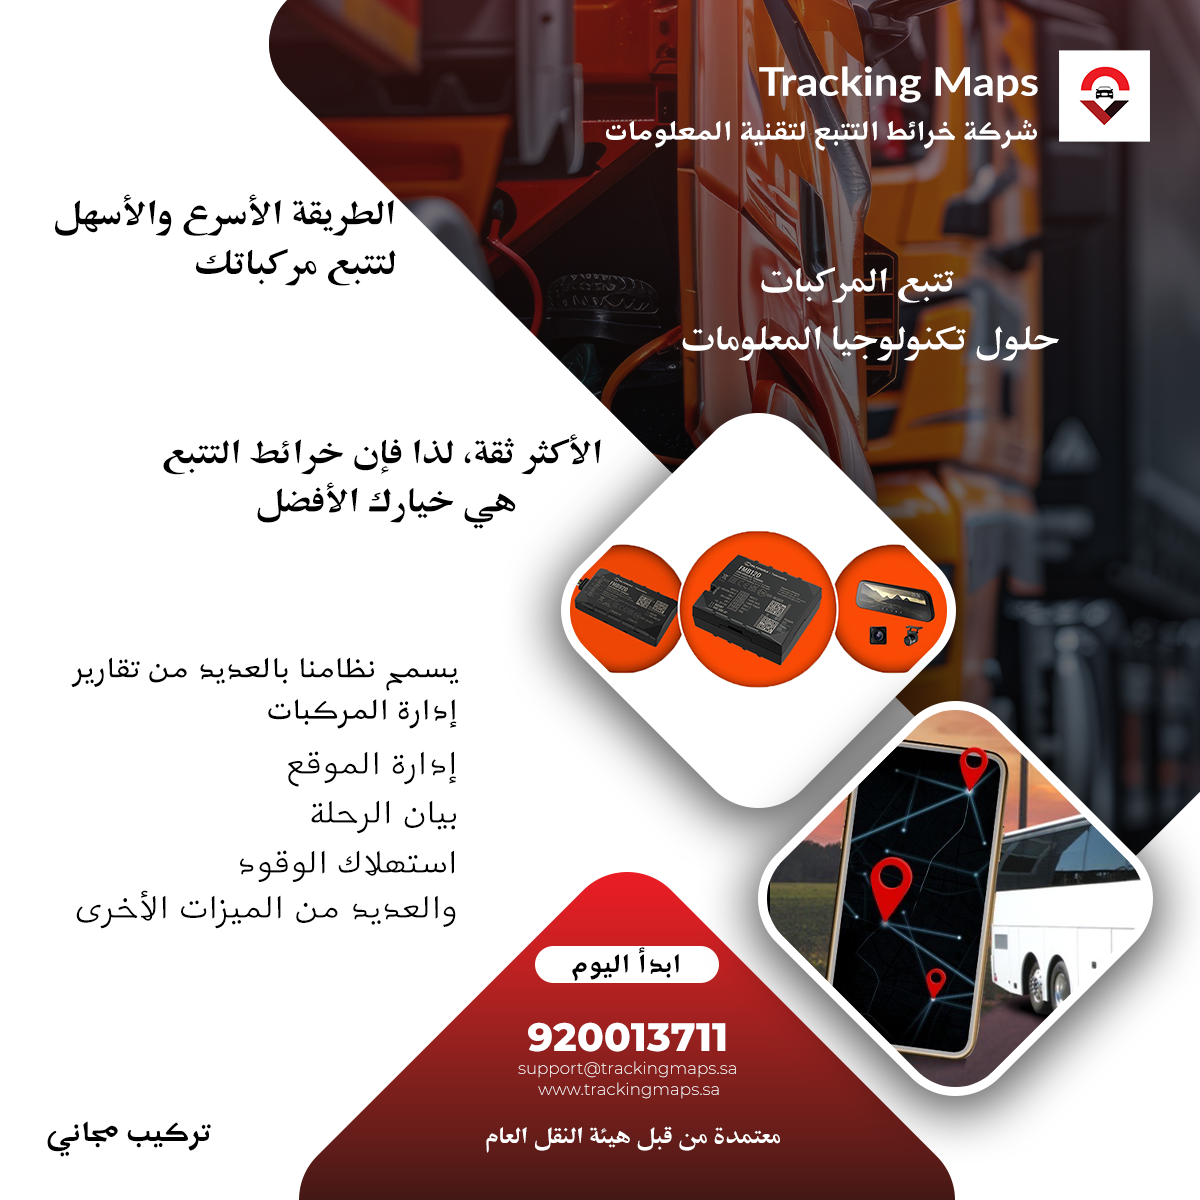 Tracking Maps
شركة خرائط التتبع لتقنية المعلومات
الطريقة الأسرع والأسهل
لتتبع مركباتك
تتبع المركبات
حلول تكنولوجيا المعلومات
الأكثر ثقة، لذا فإن خرائط التتبع
هي خيارك الأفضل
FMB920
FMB120
يسمح نظامنا بالعديد من تقارير
إدارة المركبات
إدارة الموقع
بيان الرحلة
استهلاك الوقود
والعديد من الميزات الأخرى
ابدأ اليوم
920013711
support@trackingmaps.sa
www.trackingmaps.sa
معتمدة من قبل هيئة النقل العام
تركيب مجاني